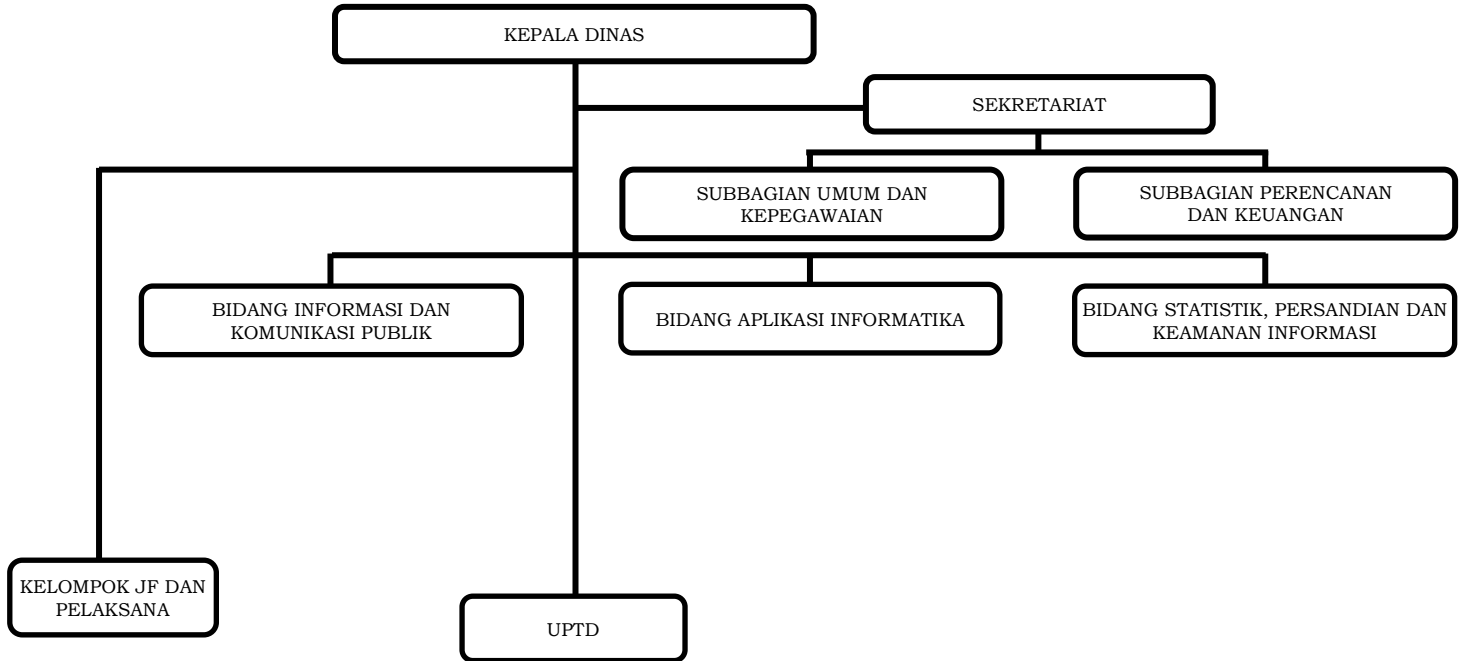 KEPALA DINAS
SEKRETARIAT
SUBBAGIAN UMUM DAN
KEPEGAWAIAN
SUBBAGIAN PERENCANAN
DAN KEUANGAN
BIDANG INFORMASI DAN
KOMUNIKASI PUBLIK
BIDANG APLIKASI INFORMATIKA
BIDANG STATISTIK, PERSANDIAN DAN
KEAMANAN INFORMASI
KELOMPOK JF DAN
PELAKSANA
UPTD